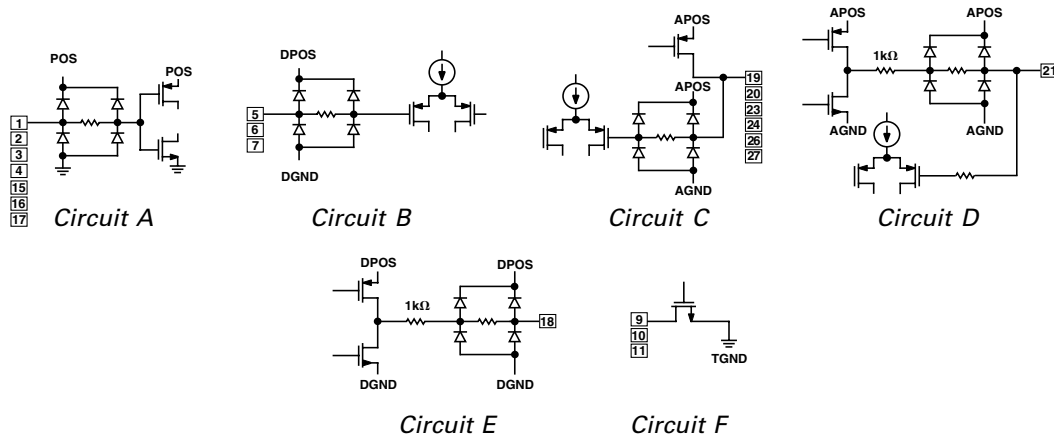 POS
POS
1
2
3
4
15
16
17
Circuit A
DPOS
5
6
7
DGND
Circuit B
APOS
APOS
19
20
23
24
26
27
AGND
Circuit C
APOS
APOS
1kΩ
21
AGND
AGND
Circuit D
DPOS
DPOS
1kΩ
18
DGND
DGND
Circuit E
9
10
11
TGND
Circuit F